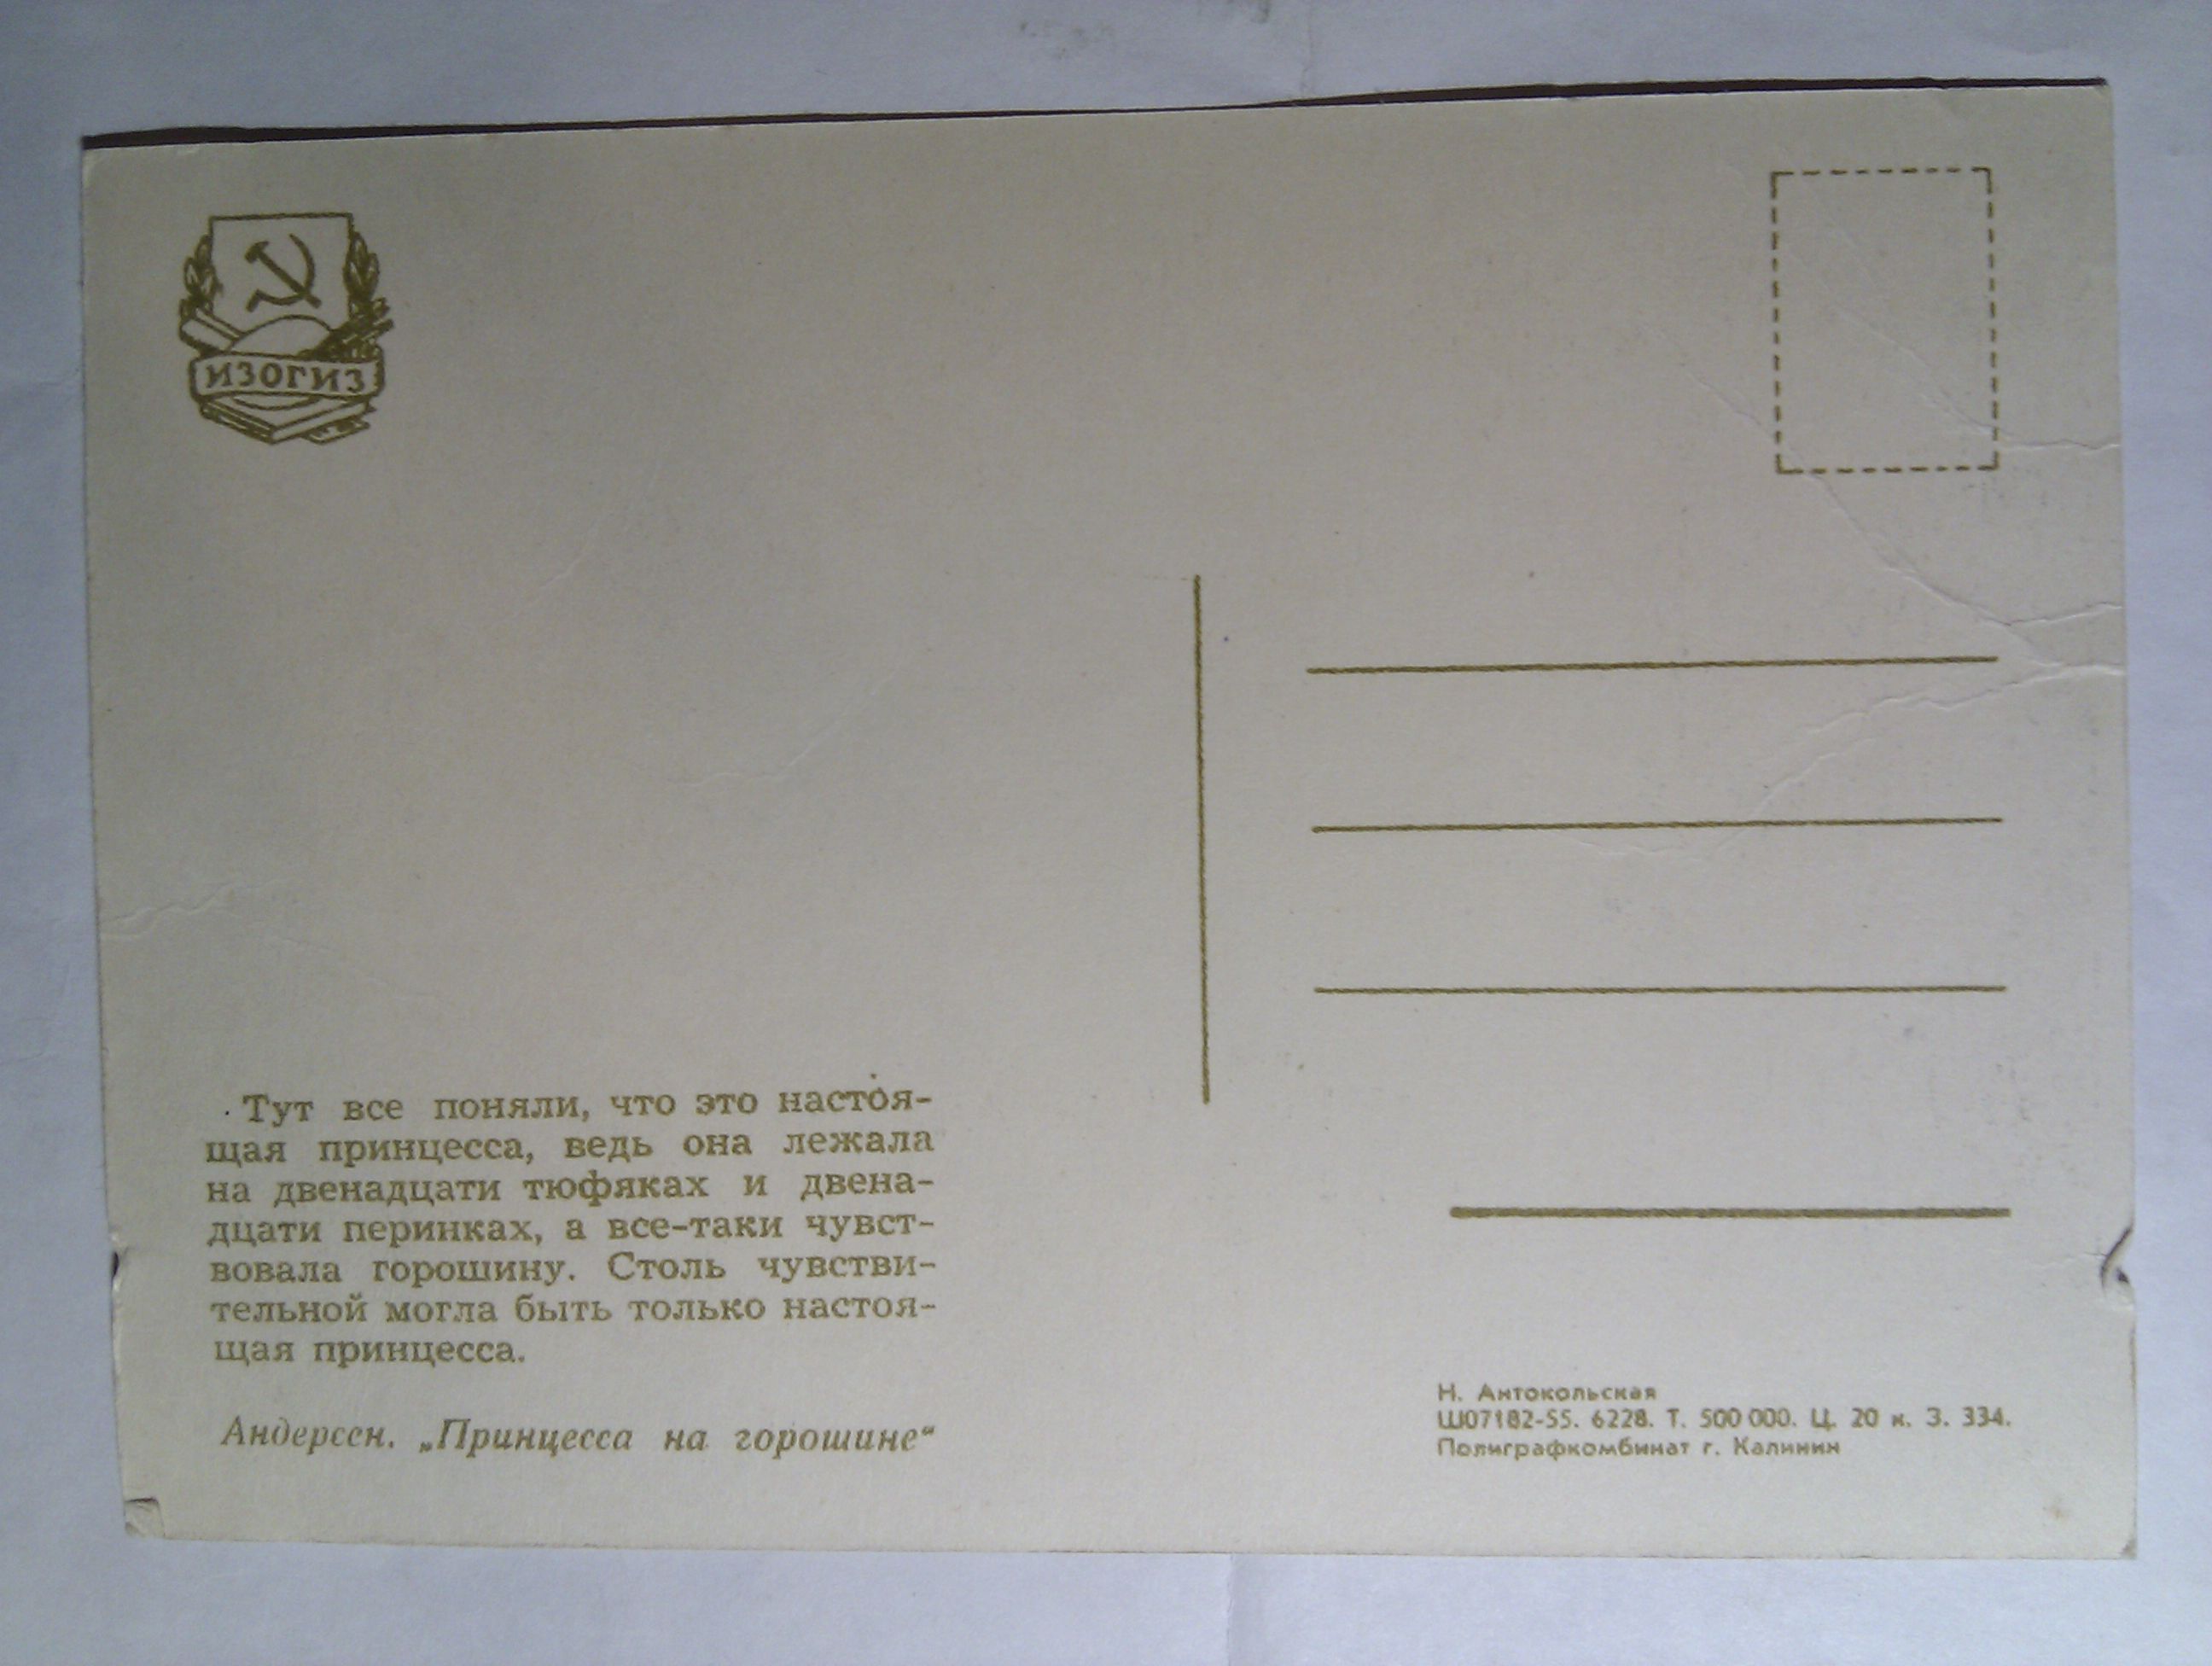 ИЗОГИЗ
Тут все поняли, что это настоя-
щая принцесса, ведь она лежала
на двенадцати тюфяках и двена-
дцати перинках, а все-таки чувст-
вовала горошину. Столь чувстви-
тельной могла быть только настоя-
щая принцесса.
Андерсен. „Принцесса на горошине“
Н. Антокольская
Ш07182-55. 6228. Т. 500 000. Ц. 20 к. З. 334.
Полиграфкомбинат г. Калинин